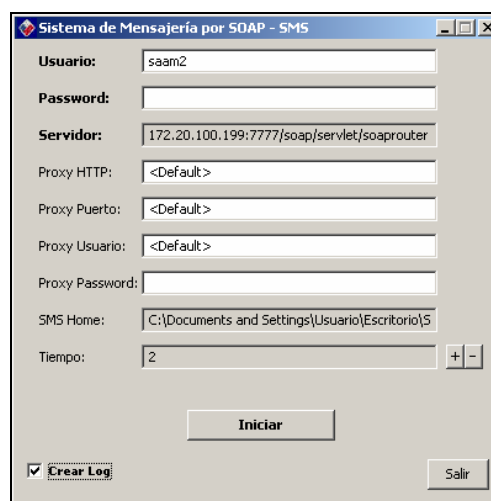 Sistema de Mensajería por SOAP - SMS
Usuario: saam2
Password:
Servidor: 172.20.100.199:7777/soap/servlet/soaprouter
Proxy HTTP: <Default>
Proxy Puerto: <Default>
Proxy Usuario: <Default>
Proxy Password:
SMS Home: C:\Documents and Settings\Usuario\Escritorio\S
Tiempo: 2 + -
Iniciar
Crear Log
Salir